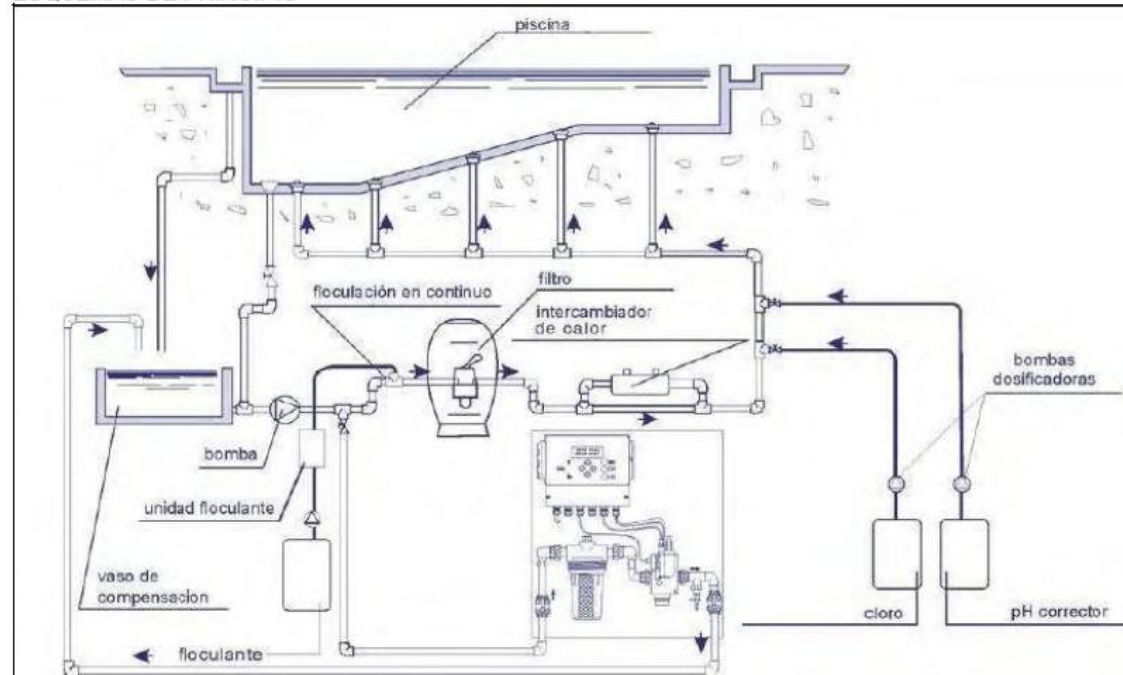 piscina
floculación en continuo
filtro
intercambiador
de calor
bombas
dosificadoras
bomba
unidad floculante
vaso de
compensacion
cloro
pH corrector
floculante